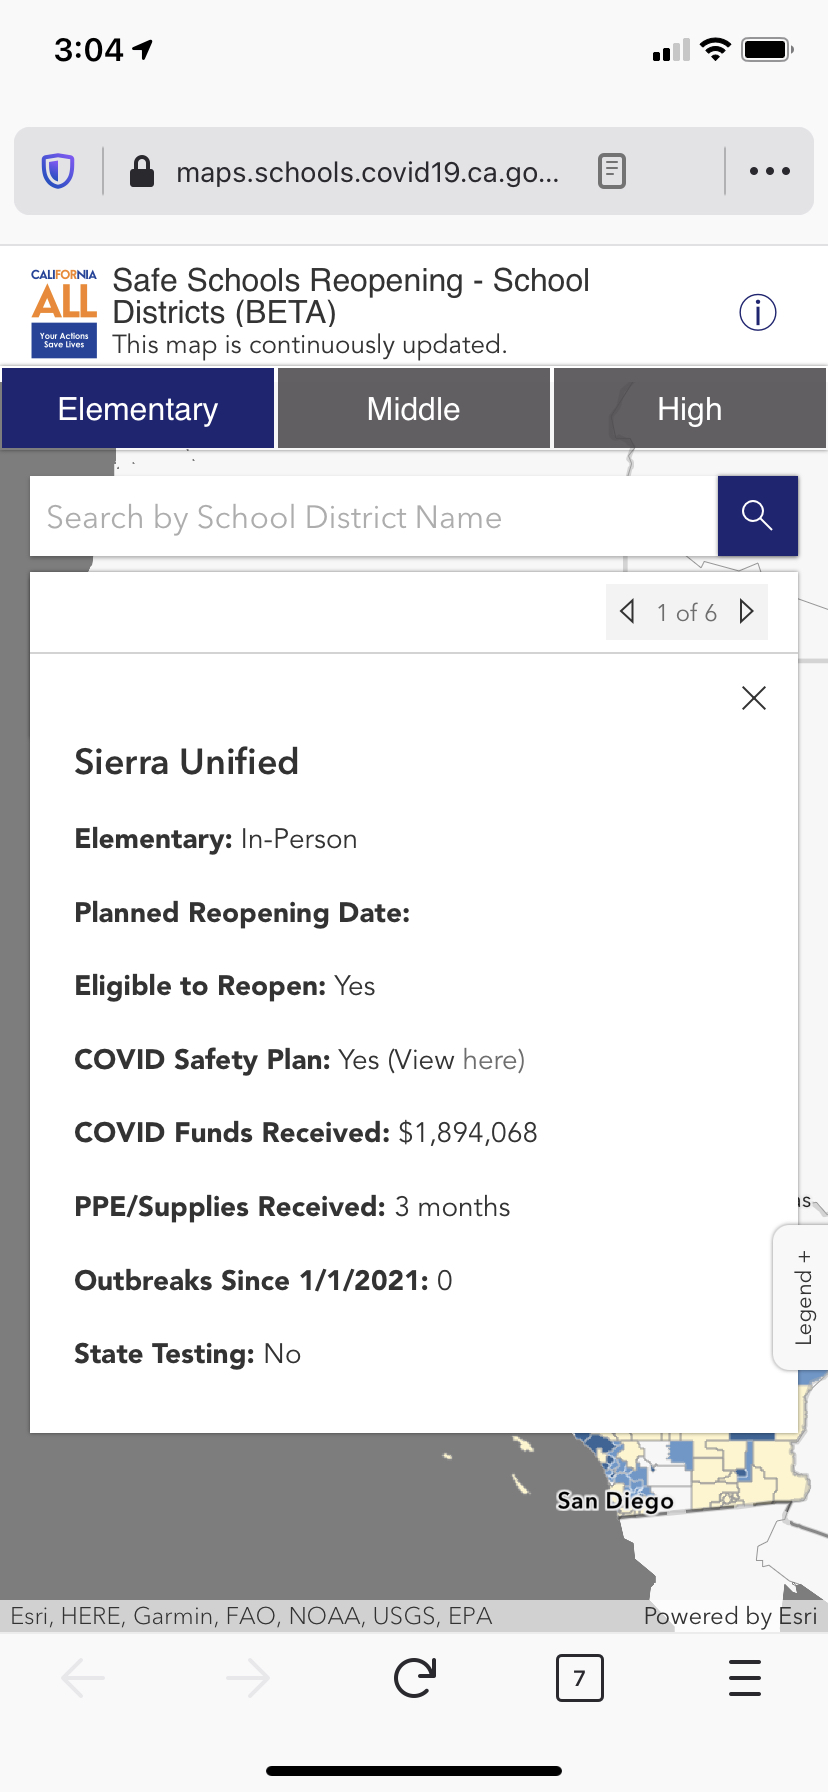 3:04
maps.schools.covid19.ca.go...
CALIFORNIA
ALL
Your Actions
Save Lives
Safe Schools Reopening - School
Districts (BETA)
This map is continuously updated.
Elementary
Middle
High
Search by School District Name
1 of 6
Sierra Unified
Elementary: In-Person
Planned Reopening Date:
Eligible to Reopen: Yes
COVID Safety Plan: Yes (View here)
COVID Funds Received: $1,894,068
PPE/Supplies Received: 3 months
Outbreaks Since 1/1/2021: 0
State Testing: No
Legend +
San Diego
Esri, HERE, Garmin, FAO, NOAA, USGS, EPA
Powered by Esri
7